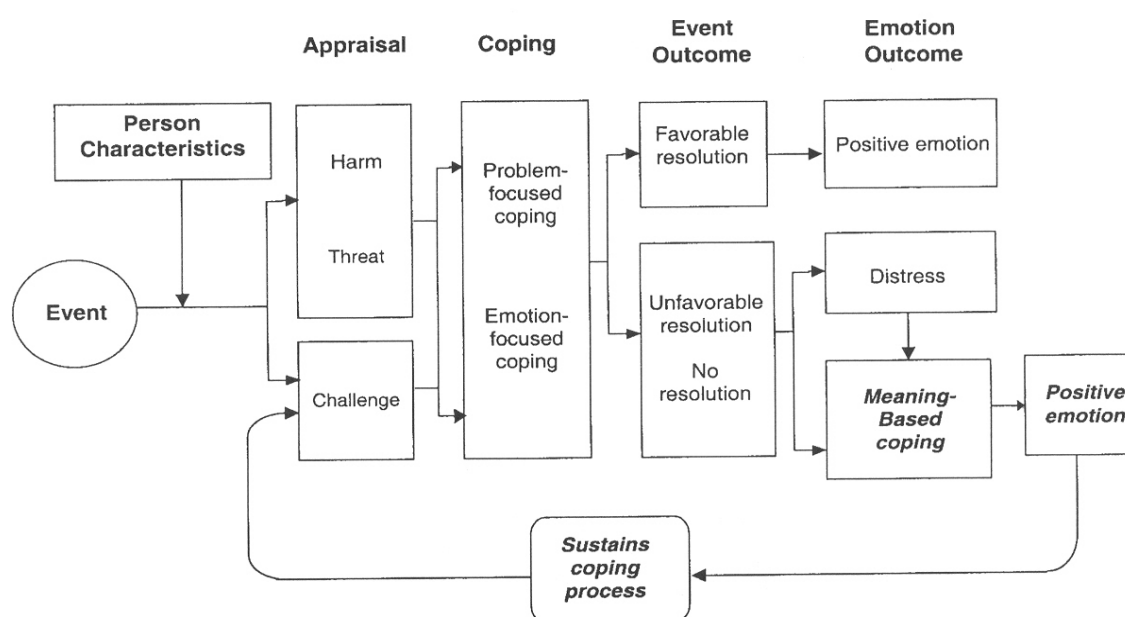 Appraisal
Coping
Event
Outcome
Emotion
Outcome
Person
Characteristics
Event
Harm
Threat
Challenge
Problem-
focused
coping
Emotion-
focused
coping
Favorable
resolution
Unfavorable
resolution
No
resolution
Positive emotion
Distress
Meaning-
Based
coping
Positive
emotion
Sustains
coping
process